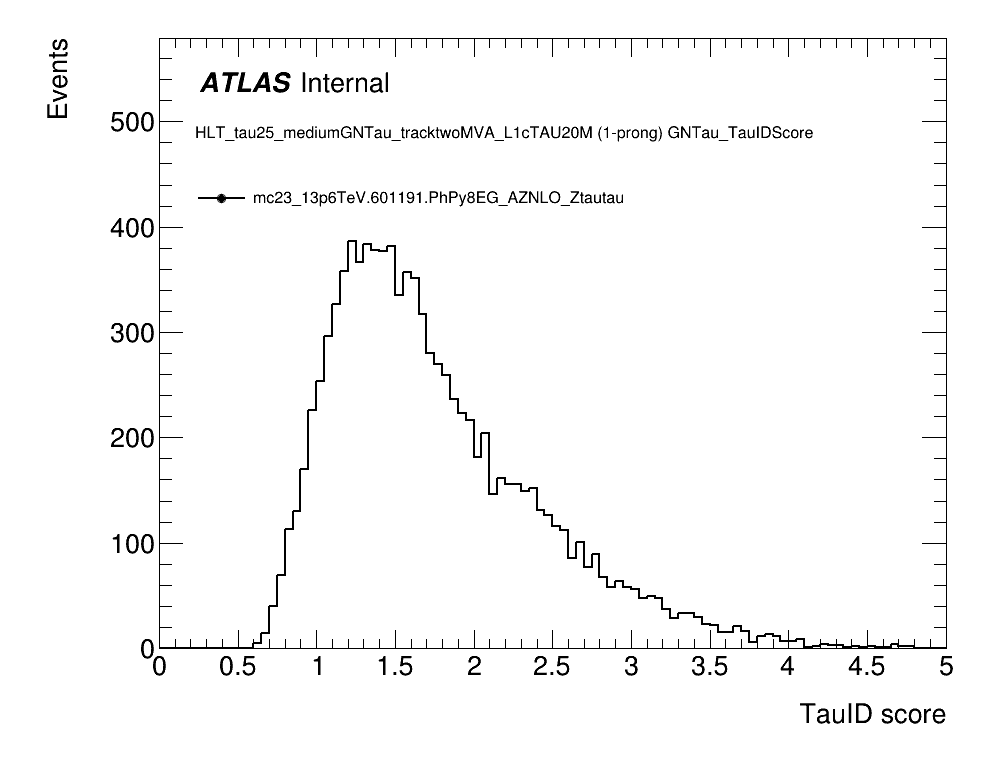 Events
ATLAS Internal
HLT_tau25_mediumGNTau_tracktwoMVA_L1cTAU20M (1-prong) GNTau_TauIDScore
mc23_13p6TeV.601191.PhPy8EG_AZNLO_Ztautau
500
400
300
200
100
0
0 0.5 1 1.5 2 2.5 3 3.5 4 4.5 5
TauID score